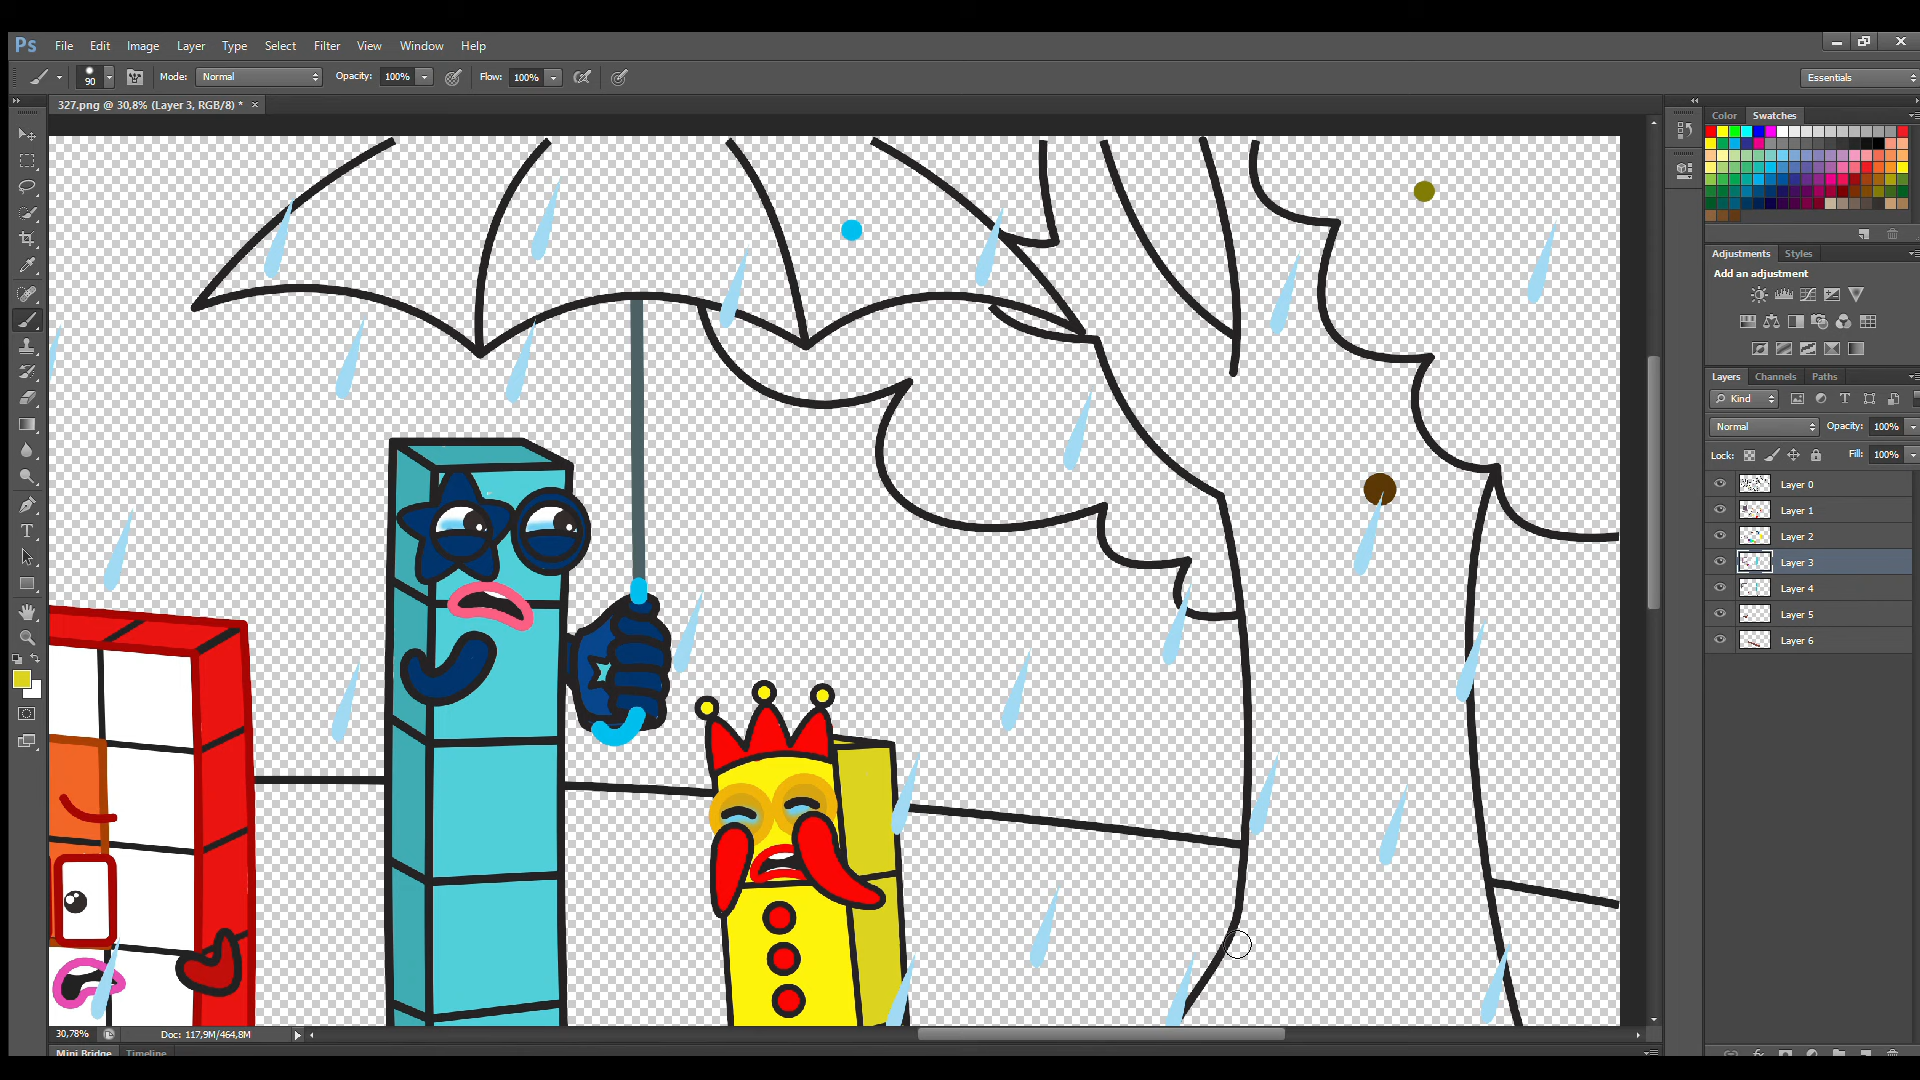 Ps File Edit Image Layer Type Select Filter View Window Help
90 Mode: Normal Opacity: 100% Flow: 100% Essentials
327.png @ 30,8% (Layer 3, RGB/8) * ×
Color Swatches
Adjustments Styles
Add an adjustment
Layers Channels Paths
Kind
Normal Opacity: 100%
Lock: Fill: 100%
Layer 0
Layer 1
Layer 2
Layer 3
Layer 4
Layer 5
Layer 6
30,78% Doc: 117,9M/464,8M
Mini Bridge Timeline